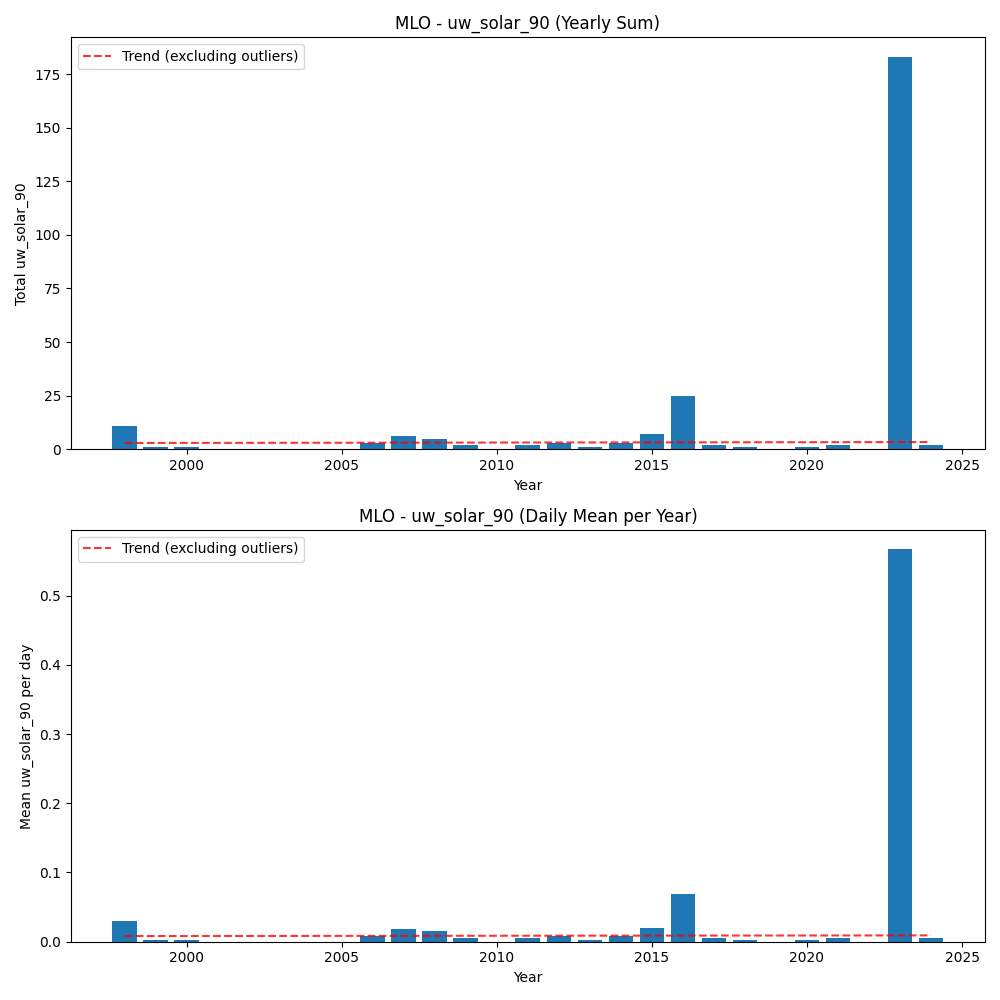 MLO - uw_solar_90 (Yearly Sum)
Trend (excluding outliers)
175
150
125
100
75
50
25
0
Total uw_solar_90
2000 2005 2010 2015 2020 2025
Year
MLO - uw_solar_90 (Daily Mean per Year)
Trend (excluding outliers)
0.5
0.4
0.3
0.2
0.1
0.0
Mean uw_solar_90 per day
2000 2005 2010 2015 2020 2025
Year